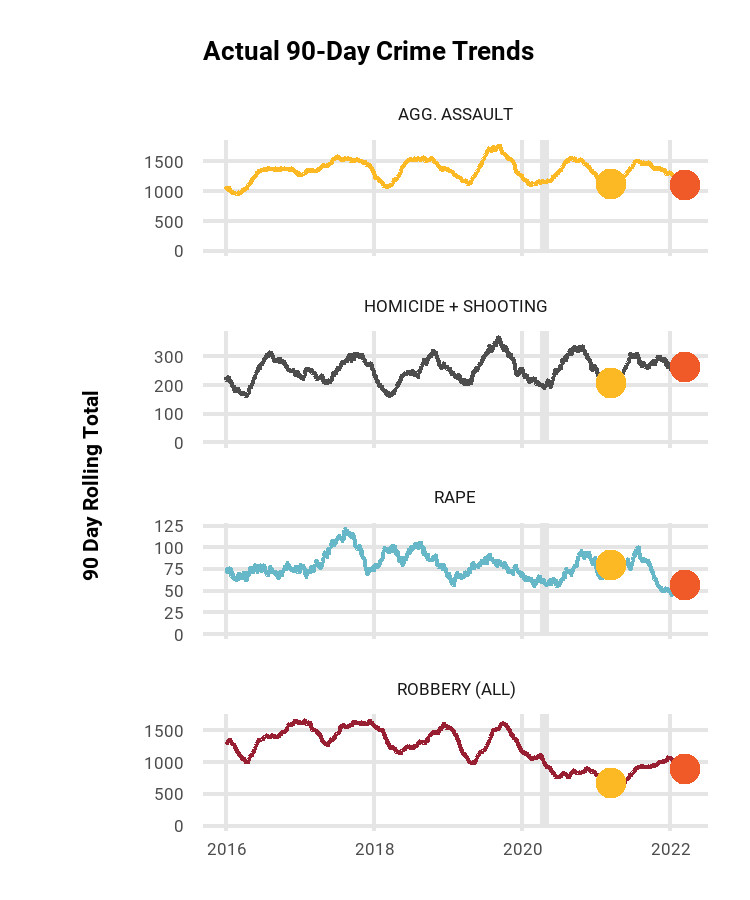 Actual 90-Day Crime Trends
AGG. ASSAULT
1500
1000
500
0
HOMICIDE + SHOOTING
300
200
100
0
90 Day Rolling Total
RAPE
125
100
75
50
25
0
ROBBERY (ALL)
1500
1000
500
0
2016 2018 2020 2022